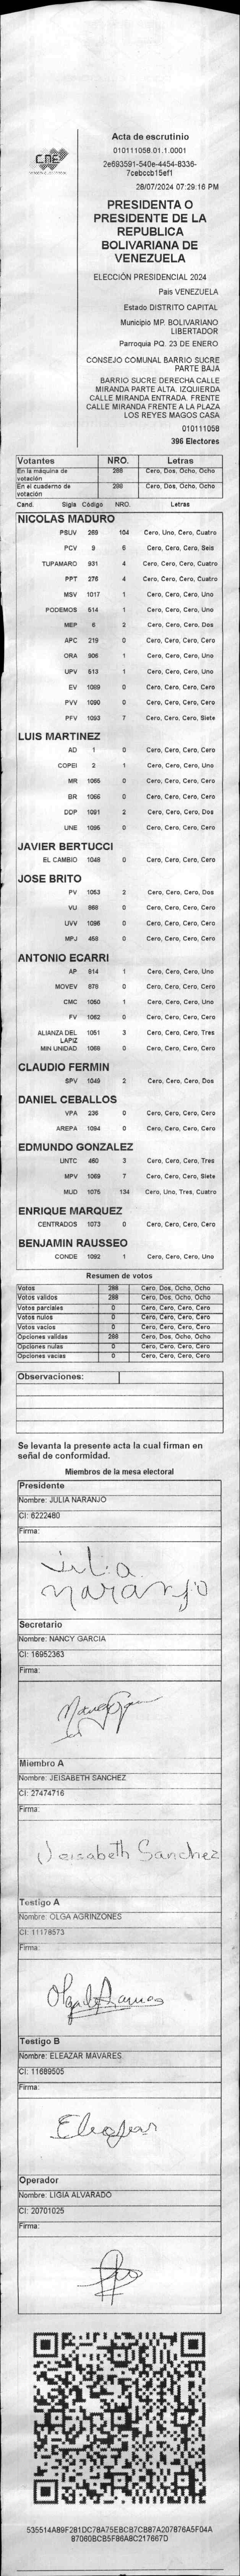 CNE
Acta de escrutinio
010111058.01.1.0001
2e693591-540e-4454-8336-
7cebccb15ef1
28/07/2024 07:29:16 PM
PRESIDENTA O
PRESIDENTE DE LA
REPUBLICA
BOLIVARIANA DE
VENEZUELA
ELECCIÓN PRESIDENCIAL 2024
País VENEZUELA
Estado DISTRITO CAPITAL
Municipio MP. BOLIVARIANO
LIBERTADOR
Parroquia PQ. 23 DE ENERO
CONSEJO COMUNAL BARRIO SUCRE
PARTE BAJA
BARRIO SUCRE DERECHA CALLE
MIRANDA PARTE ALTA. IZQUIERDA
CALLE MIRANDA ENTRADA. FRENTE
CALLE MIRANDA FRENTE A LA PLAZA
LOS REYES MAGOS CASA
010111058
396 Electores
Votantes NRO. Letras
En la máquina de votación 288 Cero, Dos, Ocho, Ocho
En el cuaderno de votación 288 Cero, Dos, Ocho, Ocho
Cand. Sigla Código NRO. Letras
NICOLAS MADURO
PSUV 269 104 Cero, Uno, Cero, Cuatro
PCV 9 6 Cero, Cero, Cero, Seis
TUPAMARO 931 4 Cero, Cero, Cero, Cuatro
PPT 276 4 Cero, Cero, Cero, Cuatro
MSV 1017 1 Cero, Cero, Cero, Uno
PODEMOS 514 1 Cero, Cero, Cero, Uno
MEP 6 2 Cero, Cero, Cero, Dos
APC 219 0 Cero, Cero, Cero, Cero
ORA 906 1 Cero, Cero, Cero, Uno
UPV 513 1 Cero, Cero, Cero, Uno
EV 1089 0 Cero, Cero, Cero, Cero
PVV 1090 0 Cero, Cero, Cero, Cero
PFV 1093 7 Cero, Cero, Cero, Siete
LUIS MARTINEZ
AD 1 0 Cero, Cero, Cero, Cero
COPEI 2 1 Cero, Cero, Cero, Uno
MR 1065 0 Cero, Cero, Cero, Cero
BR 1066 0 Cero, Cero, Cero, Cero
DDP 1091 2 Cero, Cero, Cero, Dos
UNE 1095 0 Cero, Cero, Cero, Cero
JAVIER BERTUCCI
EL CAMBIO 1048 0 Cero, Cero, Cero, Cero
JOSE BRITO
PV 1053 2 Cero, Cero, Cero, Dos
VU 868 0 Cero, Cero, Cero, Cero
UVV 1096 0 Cero, Cero, Cero, Cero
MPJ 458 0 Cero, Cero, Cero, Cero
ANTONIO ECARRI
AP 814 1 Cero, Cero, Cero, Uno
MOVEV 879 0 Cero, Cero, Cero, Cero
CMC 1050 1 Cero, Cero, Cero, Uno
FV 1062 0 Cero, Cero, Cero, Cero
ALIANZA DEL LAPIZ 1051 3 Cero, Cero, Cero, Tres
MIN UNIDAD 1068 0 Cero, Cero, Cero, Cero
CLAUDIO FERMIN
SPV 1049 2 Cero, Cero, Cero, Dos
DANIEL CEBALLOS
VPA 236 0 Cero, Cero, Cero, Cero
AREPA 1094 0 Cero, Cero, Cero, Cero
EDMUNDO GONZALEZ
UNTC 460 3 Cero, Cero, Cero, Tres
MPV 1069 7 Cero, Cero, Cero, Siete
MUD 1075 134 Cero, Uno, Tres, Cuatro
ENRIQUE MARQUEZ
CENTRADOS 1073 0 Cero, Cero, Cero, Cero
BENJAMIN RAUSSEO
CONDE 1092 1 Cero, Cero, Cero, Uno
Resumen de votos
Votos 288 Cero, Dos, Ocho, Ocho
Votos válidos 288 Cero, Dos, Ocho, Ocho
Votos parciales 0 Cero, Cero, Cero, Cero
Votos nulos 0 Cero, Cero, Cero, Cero
Votos vacios 0 Cero, Cero, Cero, Cero
Opciones validas 288 Cero, Dos, Ocho, Ocho
Opciones nulas 0 Cero, Cero, Cero, Cero
Opciones vacias 0 Cero, Cero, Cero, Cero
Observaciones:
Se levanta la presente acta la cual firman en
señal de conformidad.
Miembros de la mesa electoral
Presidente
Nombre: JULIA NARANJO
CI: 6222480
Firma:
Julia
naranjo
Secretario
Nombre: NANCY GARCIA
CI: 16952363
Firma:
Miembro A
Nombre: JEISABETH SANCHEZ
CI: 27474716
Firma:
Jeisabeth Sanchez
Testigo A
Nombre: OLGA AGRINZONES
CI: 11178573
Firma:
Testigo B
Nombre: ELEAZAR MAVARES
CI: 11689505
Firma:
Eleazar
Operador
Nombre: LIGIA ALVARADO
CI: 20701025
Firma:
535514A89F281DC78A75EBCB7CB87A207876A5F04A
87060BCB5F86A8C217667D